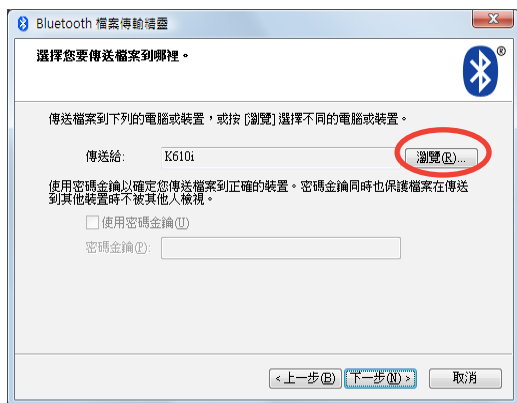 Bluetooth 檔案傳輸精靈
選擇您要傳送檔案到哪裡。
傳送檔案到下列的電腦或裝置，或按 [瀏覽] 選擇不同的電腦或裝置。
傳送給: K610i 瀏覽(R)...
使用密碼金鑰以確定您傳送檔案到正確的裝置。密碼金鑰同時也保護檔案在傳送
到其他裝置時不被其他人檢視。
使用密碼金鑰(U)
密碼金鑰(P):
<上一步(B) 下一步(N)> 取消